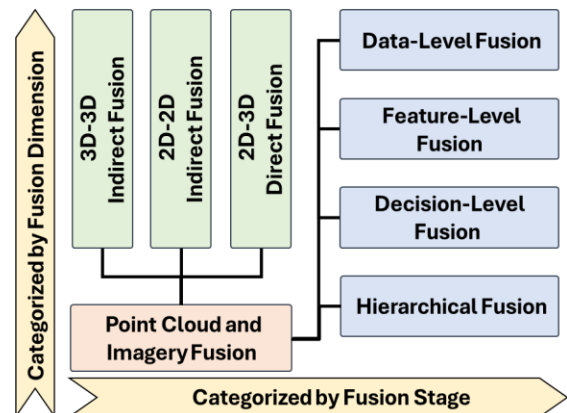 Categorized by Fusion Dimension
3D-3D
Indirect Fusion
2D-2D
Indirect Fusion
2D-3D
Direct Fusion
Data-Level Fusion
Feature-Level
Fusion
Decision-Level
Fusion
Hierarchical Fusion
Point Cloud and
Imagery Fusion
Categorized by Fusion Stage